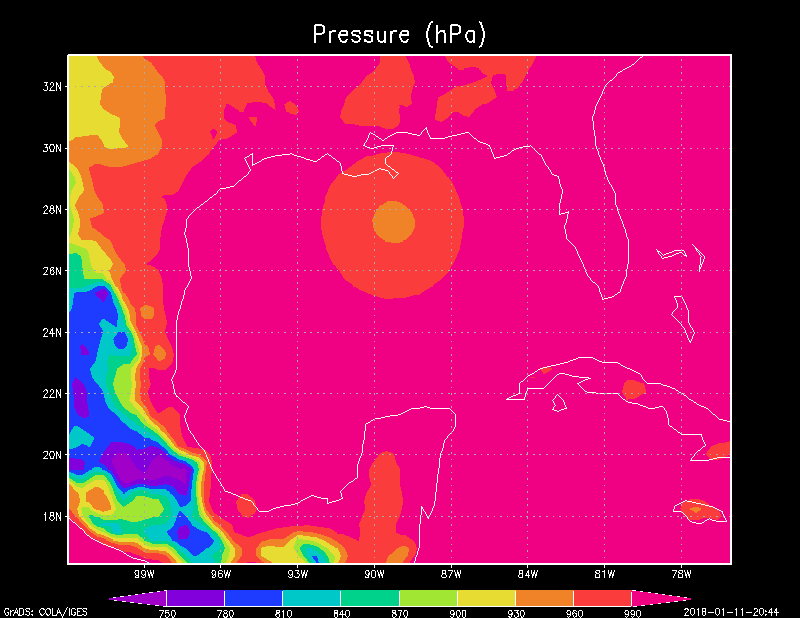 Pressure (hPa)
32N
30N
28N
26N
24N
22N
20N
18N
99W 96W 93W 90W 87W 84W 81W 78W
750 780 810 840 870 900 930 960 990
GrADS: COLA/IGES 2018-01-11-20:44